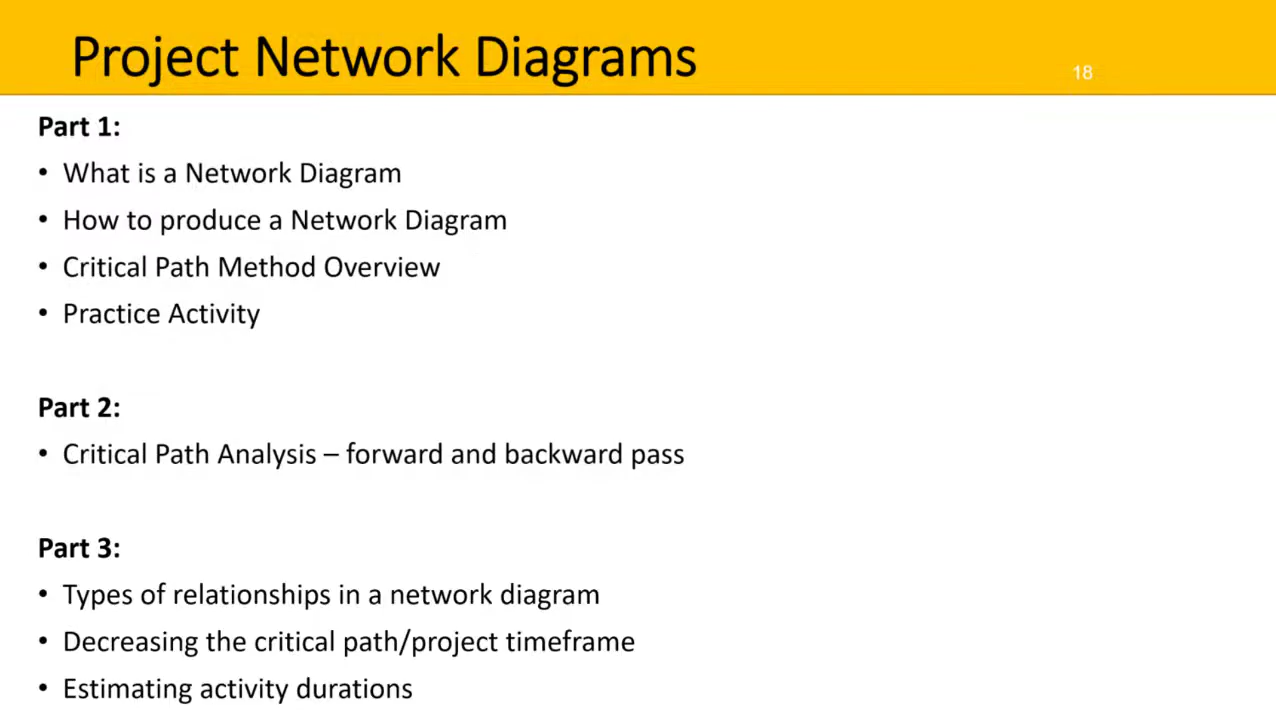 Project Network Diagrams
18
Part 1:
• What is a Network Diagram
• How to produce a Network Diagram
• Critical Path Method Overview
• Practice Activity
Part 2:
• Critical Path Analysis – forward and backward pass
Part 3:
• Types of relationships in a network diagram
• Decreasing the critical path/project timeframe
• Estimating activity durations